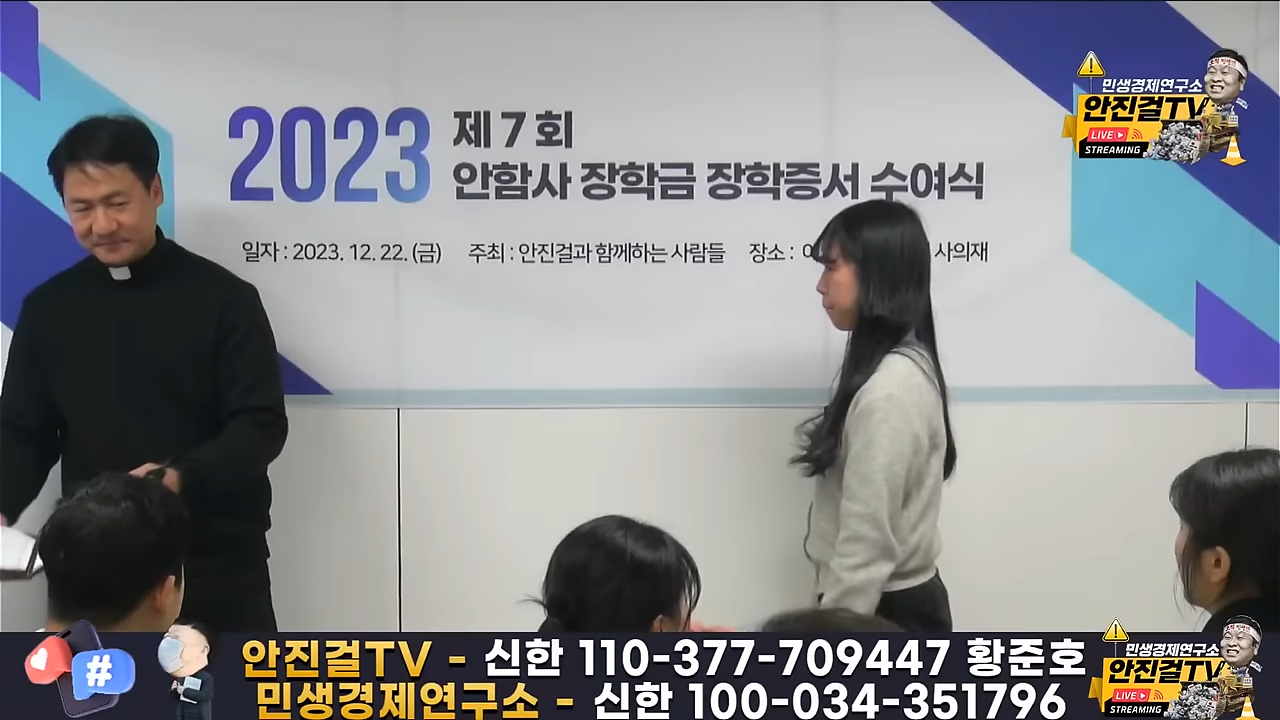 2023
제7회
안함사 장학금 장학증서 수여식
일자 : 2023. 12. 22. (금) 주최 : 안진걸과 함께하는 사람들 장소 : 사의재
민생경제연구소
안진걸TV
LIVE
STREAMING
#
안진걸TV - 신한 110-377-709447 황준호
민생경제연구소 - 신한 100-034-351796
민생경제연구소
안진걸TV
LIVE
STREAMING